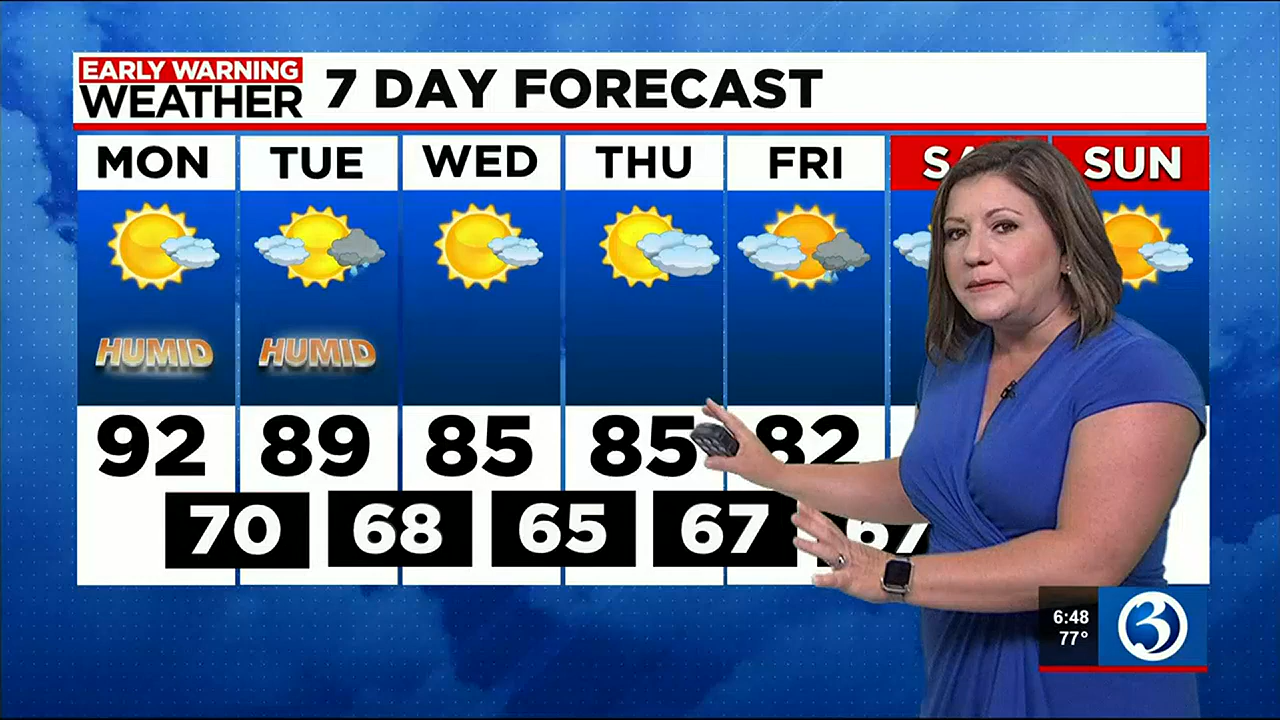 EARLY WARNING
WEATHER
7 DAY FORECAST
MON TUE WED THU FRI SUN
HUMID HUMID
92 89 85 85 82
70 68 65 67 67
6:48
77°
3